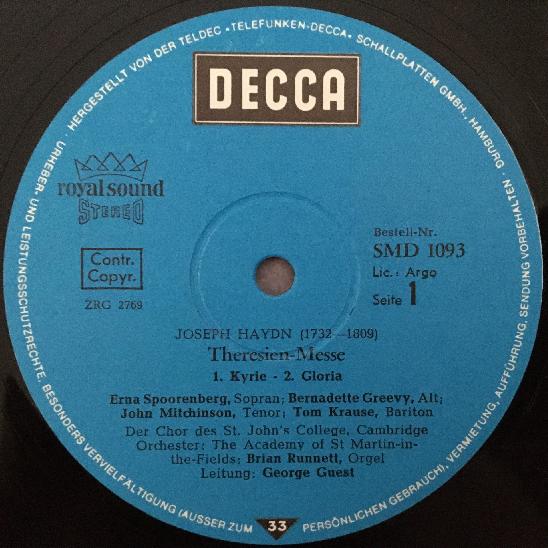 HERGESTELLT VON DER TELDEC »TELEFUNKEN-DECCA« SCHALLPLATTEN GMBH., HAMBURG
URHEBER- UND LEISTUNGSSCHUTZRECHTE, BESONDERS VERVIELFÄLTIGUNG (AUSSER ZUM PERSÖNLICHEN GEBRAUCH), VERMIETUNG, AUFFÜHRUNG, SENDUNG VORBEHALTEN
DECCA
royal sound
STEREO
Contr.
Copyr.
ZRG 2769
Bestell-Nr.
SMD 1093
Lic.: Argo
Seite 1
JOSEPH HAYDN (1732-1809)
Theresien-Messe
1. Kyrie - 2. Gloria
Erna Spoorenberg, Sopran; Bernadette Greevy, Alt;
John Mitchinson, Tenor; Tom Krause, Bariton
Der Chor des St. John's College, Cambridge
Orchester: The Academy of St Martin-in-
the-Fields; Brian Runnett, Orgel
Leitung: George Guest
33